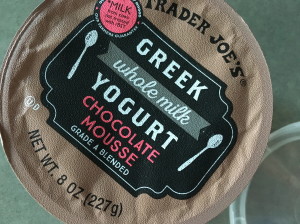 TRADER JOE'S®
*MILK
GREEK
whole milk
YOGURT
CHOCOLATE
MOUSSE
GRADE A BLENDED
NET WT. 8 OZ (227g)